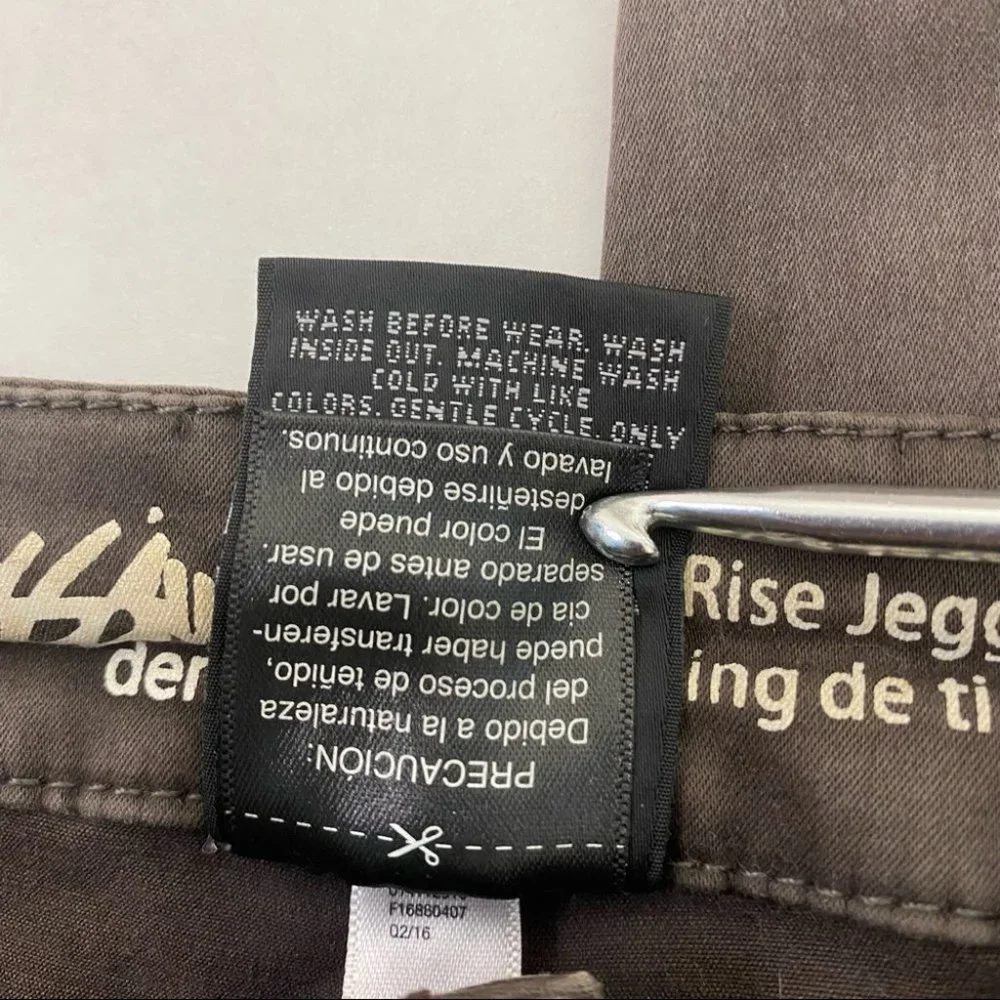 WASH BEFORE WEAR. WASH
INSIDE OUT. MACHINE WASH
COLD WITH LIKE
COLORS. GENTLE CYCLE. ONLY
PRECAUCIÓN:
Debido a la naturaleza
del proceso de teñido,
puede haber transferen-
cia de color. Lavar por
separado antes de usar.
El color puede
desteñirse debido al
lavado y uso continuos.
Rise Jegg
ing de ti
der
F16860407
Q2/16